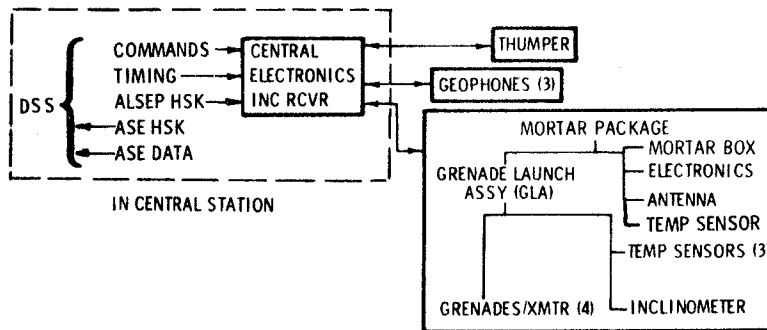 COMMANDS
TIMING
DSS
ALSEP HSK
ASE HSK
ASE DATA
CENTRAL
ELECTRONICS
INC RCVR
IN CENTRAL STATION
THUMPER
GEOPHONES (3)
MORTAR PACKAGE
MORTAR BOX
ELECTRONICS
ANTENNA
TEMP SENSOR
GRENADE LAUNCH
ASSY (GLA)
TEMP SENSORS (3
GRENADES/XMTR (4)
INCLINOMETER